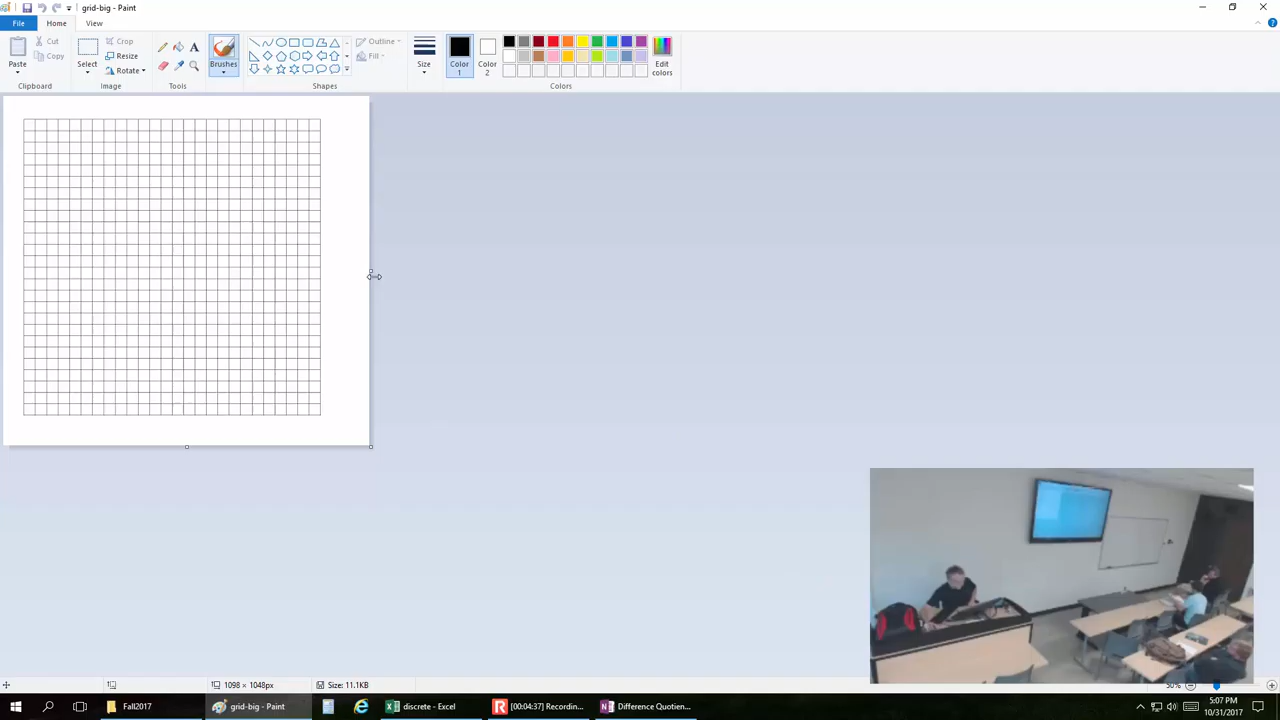 grid-big - Paint
File Home View
Paste
Cut
Copy
Clipboard
Select
Crop
Resize
Rotate
Image
Tools
Brushes
Shapes
Outline
Fill
Size
Color 1
Color 2
Edit colors
Colors
1098 × 1048px
Size: 11.1KB
50%
Fall2017
grid-big - Paint
discrete - Excel
[00:04:37] Recordin...
Difference Quotien...
5:07 PM
10/31/2017